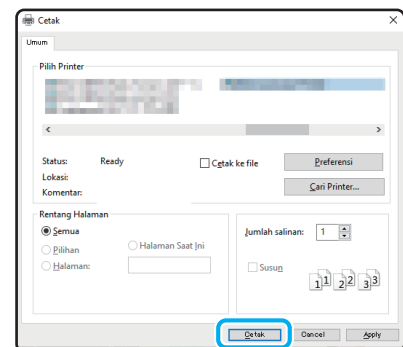 Cetak
Umum
Pilih Printer
Status: Ready
Cetak ke file
Preferensi
Lokasi:
Komentar:
Cari Printer...
Rentang Halaman
Semua
Pilihan
Halaman Saat Ini
Halaman:
Jumlah salinan: 1
Susun
1 1 2 2 3 3
Cetak
Cancel
Apply